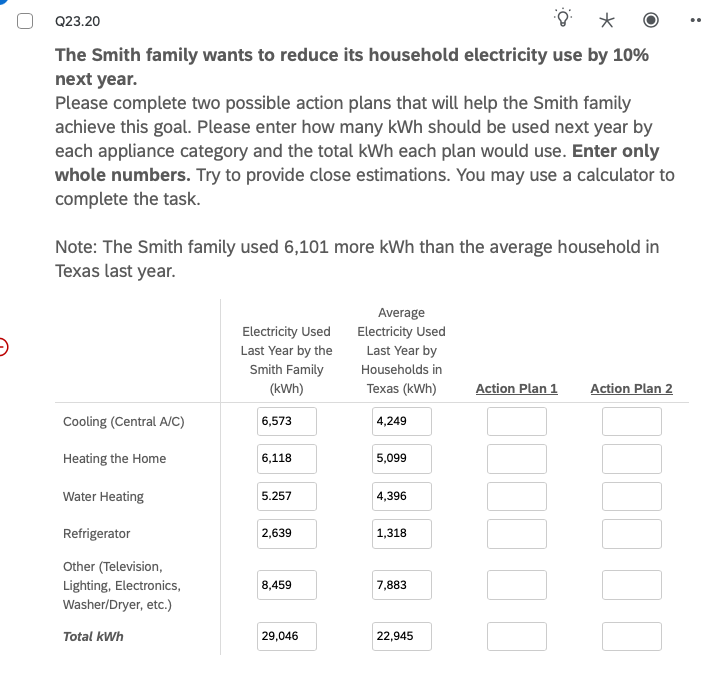 Q23.20
The Smith family wants to reduce its household electricity use by 10%
next year.
Please complete two possible action plans that will help the Smith family
achieve this goal. Please enter how many kWh should be used next year by
each appliance category and the total kWh each plan would use. Enter only
whole numbers. Try to provide close estimations. You may use a calculator to
complete the task.
Note: The Smith family used 6,101 more kWh than the average household in
Texas last year.
Electricity Used
Last Year by the
Smith Family
(kWh)
Average
Electricity Used
Last Year by
Households in
Texas (kWh)
Action Plan 1
Action Plan 2
Cooling (Central A/C) 6,573 4,249
Heating the Home 6,118 5,099
Water Heating 5.257 4,396
Refrigerator 2,639 1,318
Other (Television,
Lighting, Electronics,
Washer/Dryer, etc.)
8,459 7,883
Total kWh 29,046 22,945